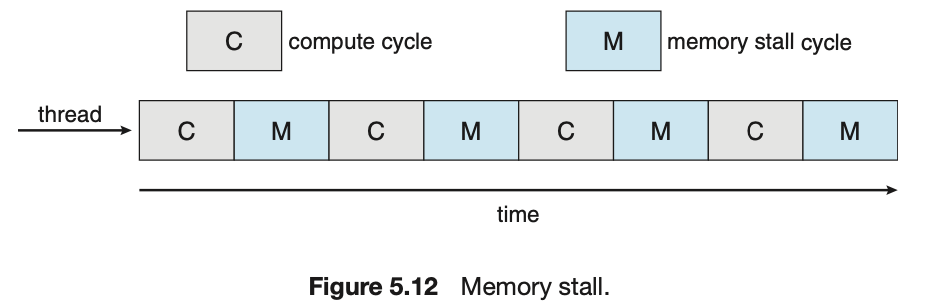 C compute cycle M memory stall cycle
thread
C M C M C M C M
time
Figure 5.12 Memory stall.